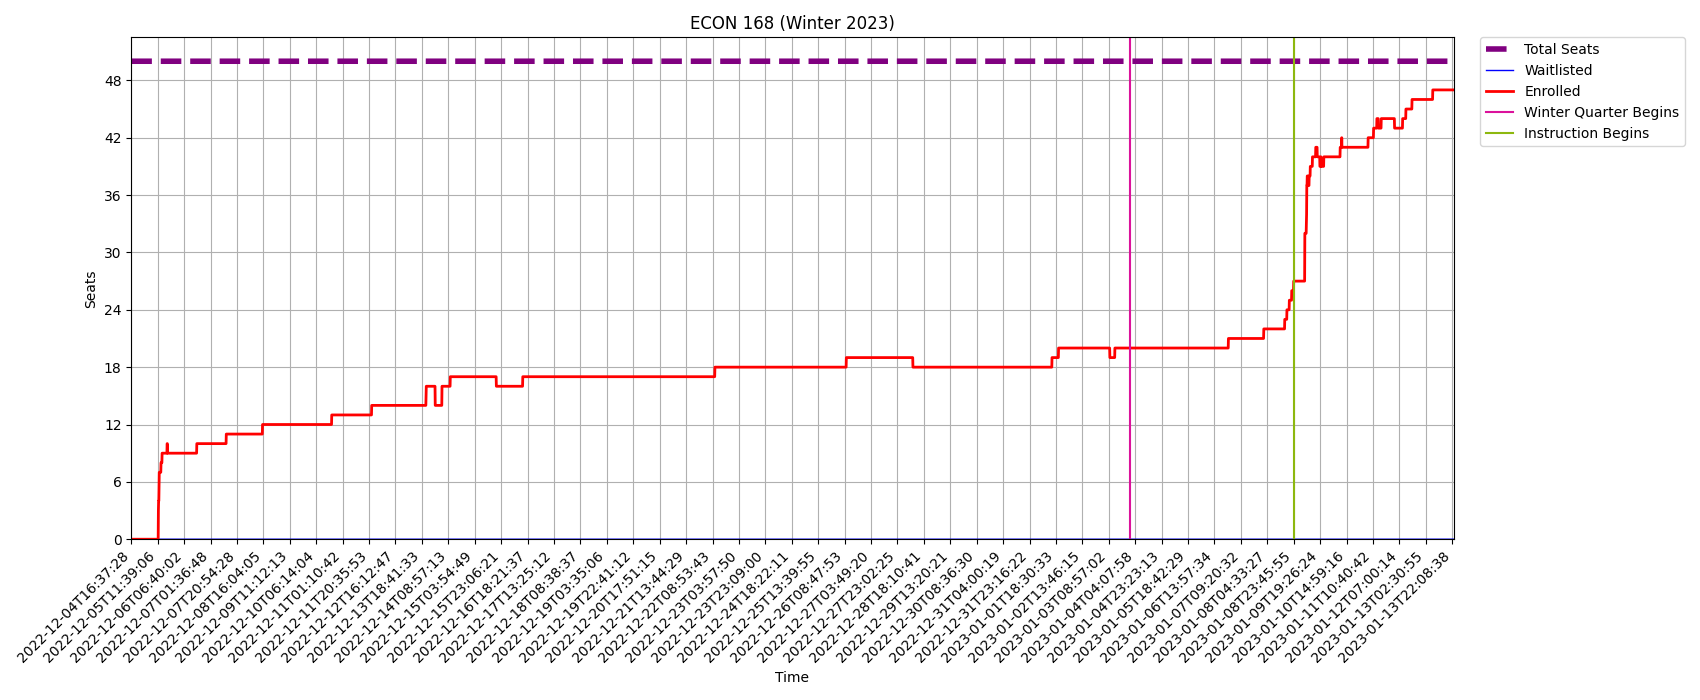 ECON 168 (Winter 2023)
Total Seats
Waitlisted
Enrolled
Winter Quarter Begins
Instruction Begins
Seats
48
42
36
30
24
18
12
6
0
2022-12-04T16:37:28
2022-12-05T11:39:06
2022-12-06T06:40:02
2022-12-07T01:36:48
2022-12-07T20:54:28
2022-12-08T16:04:05
2022-12-09T11:12:13
2022-12-10T06:14:04
2022-12-11T01:10:42
2022-12-11T20:35:53
2022-12-12T16:12:47
2022-12-13T18:41:33
2022-12-14T08:57:13
2022-12-15T03:54:49
2022-12-15T23:06:21
2022-12-16T18:21:37
2022-12-17T13:25:12
2022-12-18T08:38:37
2022-12-19T03:35:06
2022-12-19T22:41:12
2022-12-20T17:51:15
2022-12-21T13:44:29
2022-12-22T08:53:43
2022-12-23T03:57:50
2022-12-23T23:09:00
2022-12-24T18:22:11
2022-12-25T13:39:55
2022-12-26T08:47:53
2022-12-27T03:49:20
2022-12-27T23:02:25
2022-12-28T18:10:41
2022-12-29T13:20:21
2022-12-30T08:36:30
2022-12-31T04:00:19
2022-12-31T23:16:22
2023-01-01T18:30:33
2023-01-02T13:46:15
2023-01-03T08:57:02
2023-01-04T04:07:58
2023-01-04T23:23:13
2023-01-05T18:42:29
2023-01-06T13:57:34
2023-01-07T09:20:32
2023-01-08T04:33:27
2023-01-08T23:45:55
2023-01-09T19:26:24
2023-01-10T14:59:16
2023-01-11T10:40:42
2023-01-12T07:00:14
2023-01-13T02:30:55
2023-01-13T22:08:38
Time